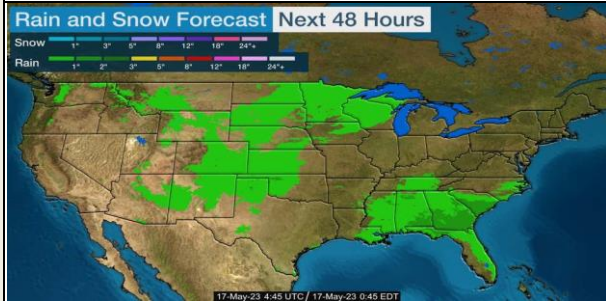 Rain and Snow Forecast Next 48 Hours
Snow
1" 3" 5" 8" 12" 18" 24"+
Rain
1" 2" 3" 5" 8" 12" 18" 24"+
17-May-23 4:45 UTC / 17-May-23 0:45 EDT